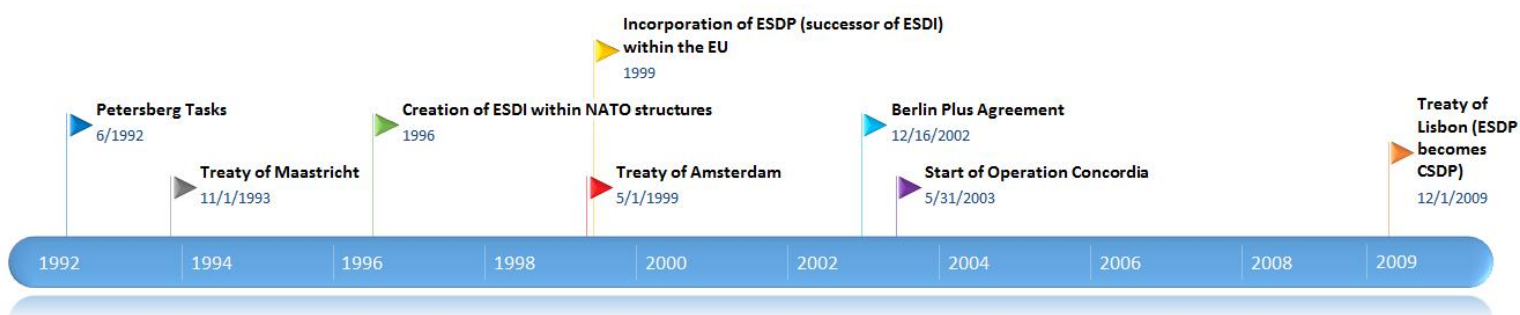 Incorporation of ESDP (successor of ESDI)
within the EU
1999
Petersberg Tasks
6/1992
Creation of ESDI within NATO structures
1996
Berlin Plus Agreement
12/16/2002
Treaty of
Lisbon (ESDP
becomes
CSDP)
12/1/2009
Treaty of Maastricht
11/1/1993
Treaty of Amsterdam
5/1/1999
Start of Operation Concordia
5/31/2003
1992 1994 1996 1998 2000 2002 2004 2006 2008 2009